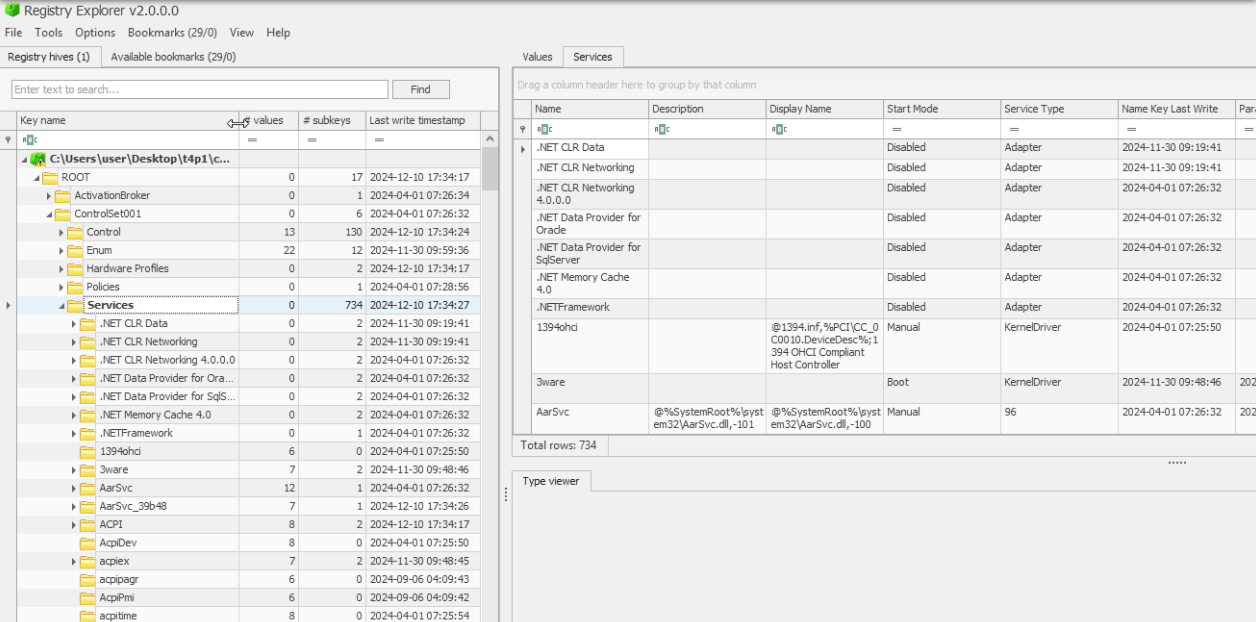 Registry Explorer v2.0.0.0
File Tools Options Bookmarks (29/0) View Help
Registry hives (1) Available bookmarks (29/0)
Enter text to search... Find
Key name # values # subkeys Last write timestamp
= = =
C:\Users\user\Desktop\t4p1\c...
ROOT 0 17 2024-12-10 17:34:17
ActivationBroker 0 1 2024-04-01 07:26:34
ControlSet001 0 6 2024-04-01 07:26:32
Control 13 130 2024-12-10 17:34:24
Enum 22 12 2024-11-30 09:59:36
Hardware Profiles 0 2 2024-12-10 17:34:17
Policies 0 1 2024-04-01 07:28:56
Services 0 734 2024-12-10 17:34:27
.NET CLR Data 0 2 2024-11-30 09:19:41
.NET CLR Networking 0 2 2024-11-30 09:19:41
.NET CLR Networking 4.0.0.0 0 2 2024-04-01 07:26:32
.NET Data Provider for Ora... 0 2 2024-04-01 07:26:32
.NET Data Provider for SqlS... 0 2 2024-04-01 07:26:32
.NET Memory Cache 4.0 0 2 2024-04-01 07:26:32
.NETFramework 0 1 2024-04-01 07:26:32
1394ohci 6 0 2024-04-01 07:25:50
3ware 7 2 2024-11-30 09:48:46
AarSvc 12 1 2024-04-01 07:26:32
AarSvc_39b48 7 1 2024-12-10 17:34:26
ACPI 8 2 2024-12-10 17:34:17
AcpiDev 8 0 2024-04-01 07:25:50
acpiex 7 2 2024-11-30 09:48:45
acpipagr 6 0 2024-09-06 04:09:43
AcpiPmi 6 0 2024-09-06 04:09:42
acpitime 8 0 2024-04-01 07:25:54
Values Services
Drag a column header here to group by that column
Name Description Display Name Start Mode Service Type Name Key Last Write Para
= = = =
.NET CLR Data Disabled Adapter 2024-11-30 09:19:41
.NET CLR Networking Disabled Adapter 2024-11-30 09:19:41
.NET CLR Networking Disabled Adapter 2024-04-01 07:26:32
4.0.0.0
.NET Data Provider for Disabled Adapter 2024-04-01 07:26:32
Oracle
.NET Data Provider for Disabled Adapter 2024-04-01 07:26:32
SqlServer
.NET Memory Cache Disabled Adapter 2024-04-01 07:26:32
4.0
.NETFramework Disabled Adapter 2024-04-01 07:26:32
1394ohci @1394.inf,%PCI\CC_0 Manual KernelDriver 2024-04-01 07:25:50
C0010.DeviceDesc%;1
394 OHCI Compliant
Host Controller
3ware Boot KernelDriver 2024-11-30 09:48:46 202
AarSvc @%SystemRoot%\syst @%SystemRoot%\syst Manual 96 2024-04-01 07:26:32 202
em32\AarSvc.dll,-101 em32\AarSvc.dll,-100
Total rows: 734
Type viewer